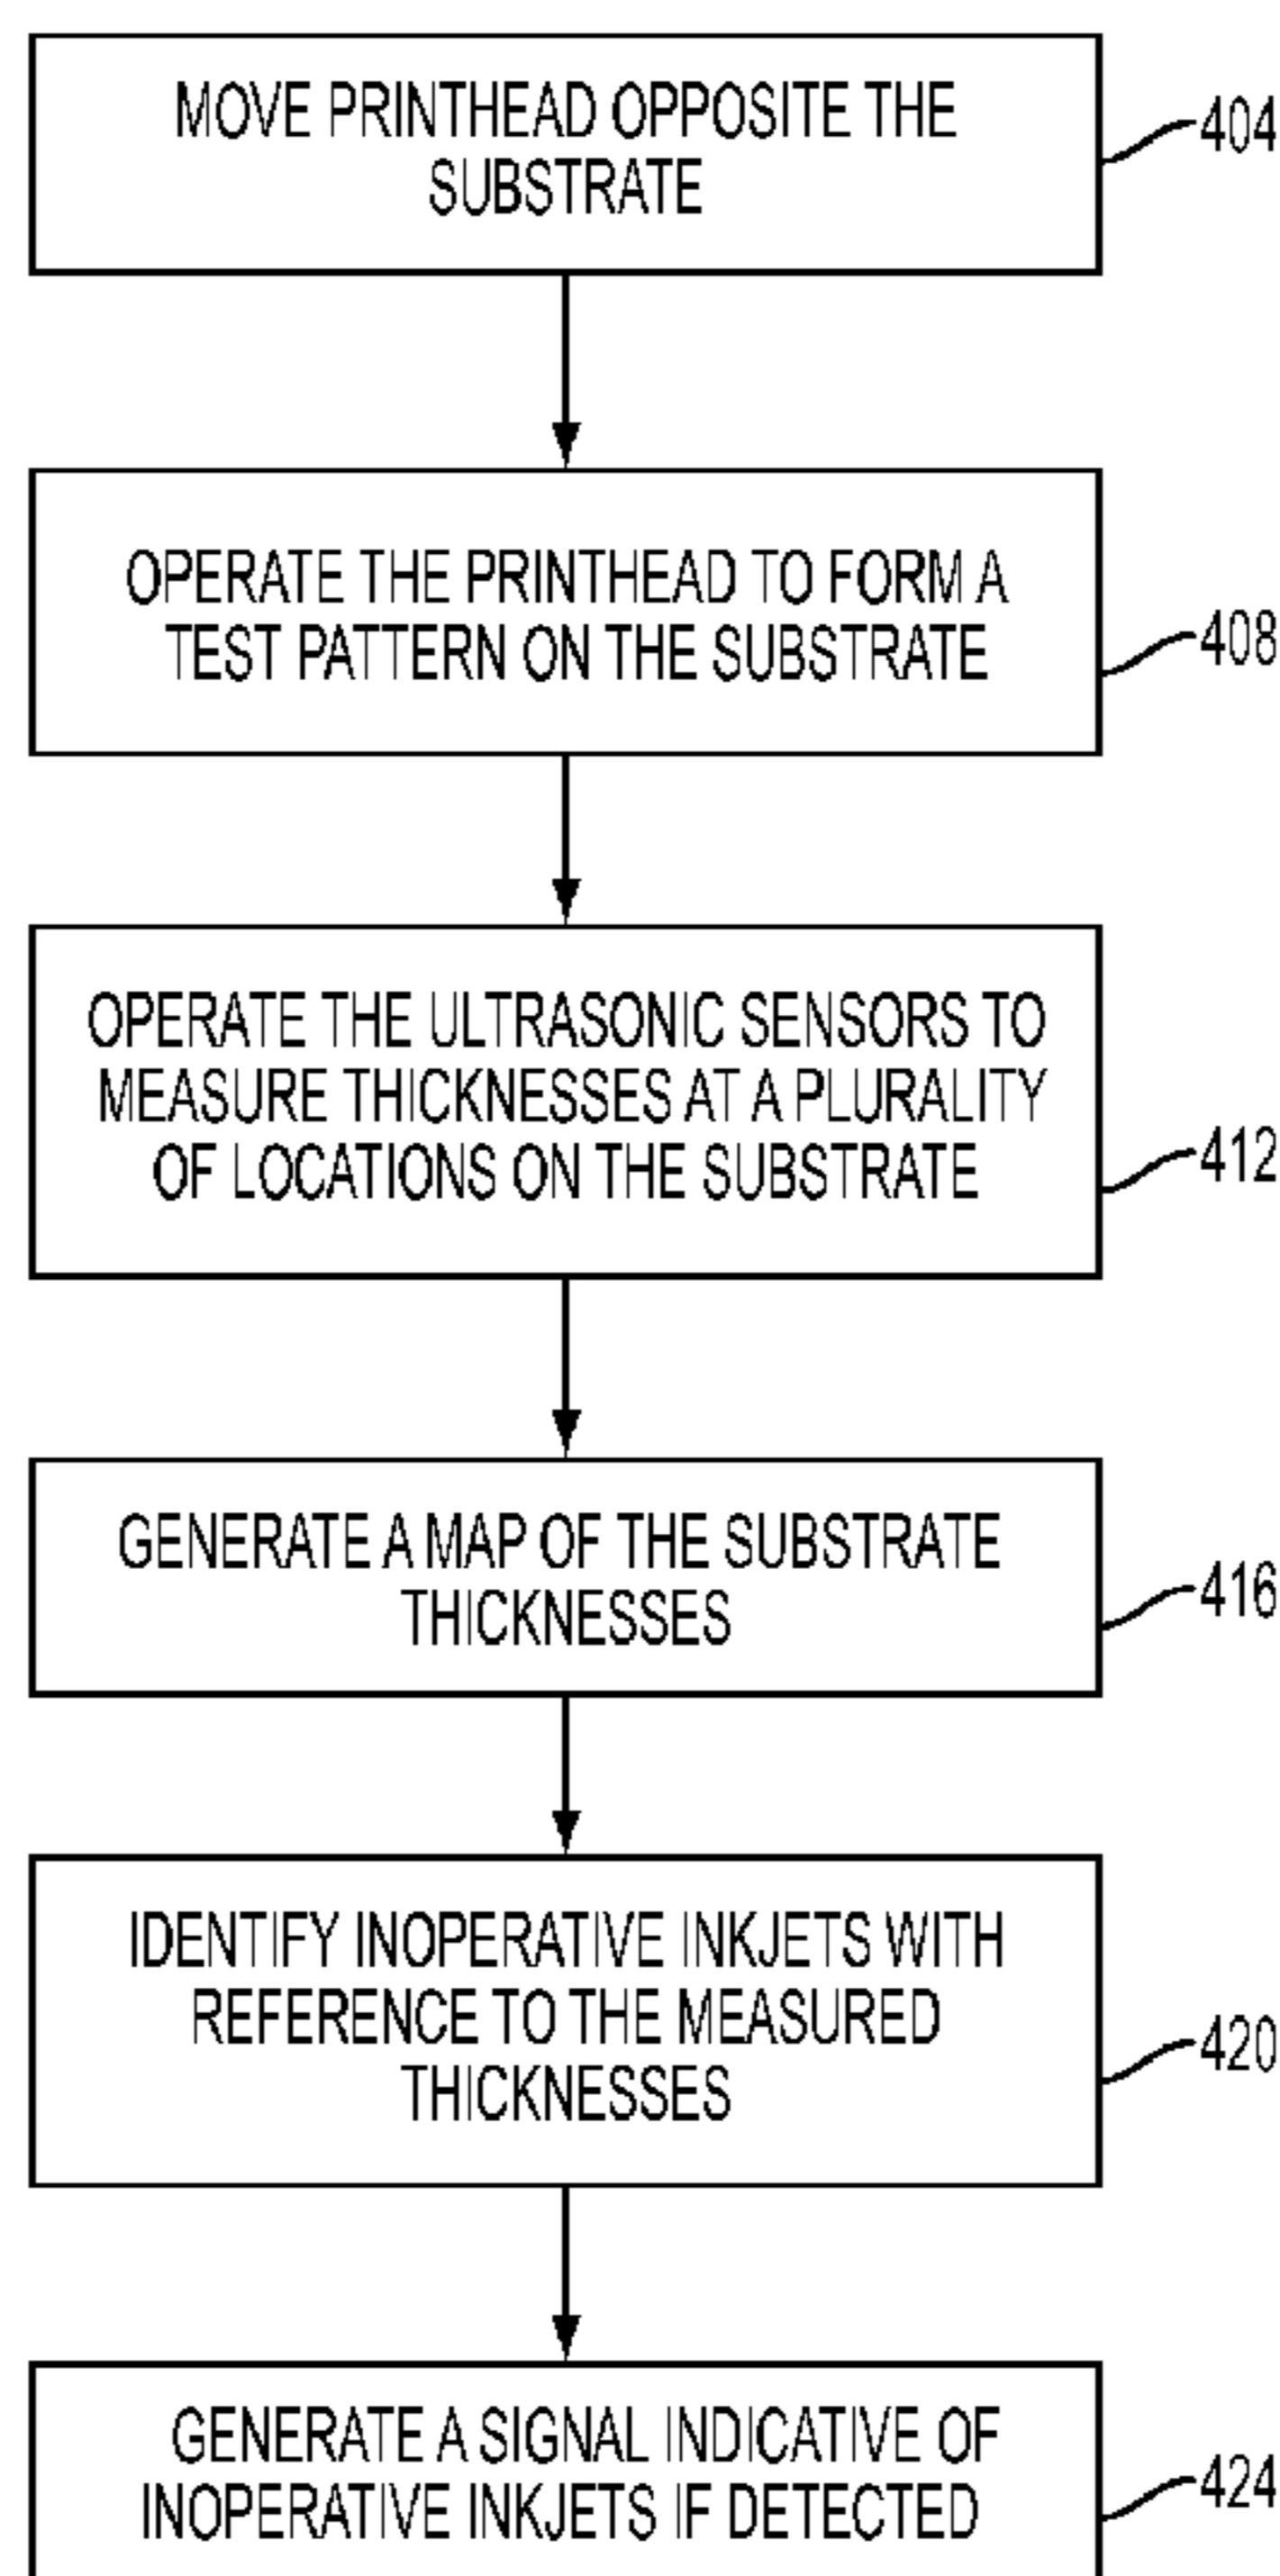 MOVE PRINTHEAD OPPOSITE THE
SUBSTRATE
404
OPERATE THE PRINTHEAD TO FORM A
TEST PATTERN ON THE SUBSTRATE
408
OPERATE THE ULTRASONIC SENSORS TO
MEASURE THICKNESSES AT A PLURALITY
OF LOCATIONS ON THE SUBSTRATE
412
GENERATE A MAP OF THE SUBSTRATE
THICKNESSES
416
IDENTIFY INOPERATIVE INKJETS WITH
REFERENCE TO THE MEASURED
THICKNESSES
420
GENERATE A SIGNAL INDICATIVE OF
INOPERATIVE INKJETS IF DETECTED
424